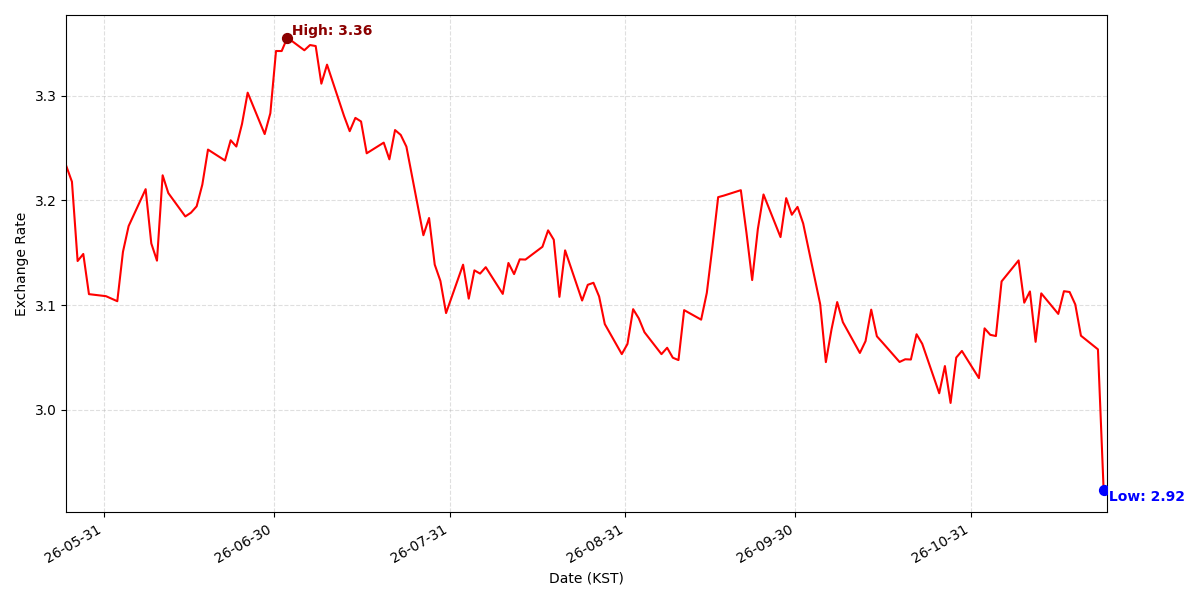 High: 3.36
3.3
3.2
3.1
3.0
Exchange Rate
Low: 2.92
26-05-31
26-06-30
26-07-31
26-08-31
26-09-30
26-10-31
Date (KST)